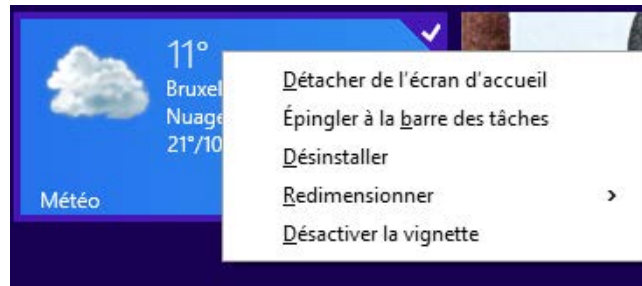 11°
Bruxel
Nuage
21°/10
Météo
Détacher de l'écran d'accueil
Épingler à la barre des tâches
Désinstaller
Redimensionner
Désactiver la vignette